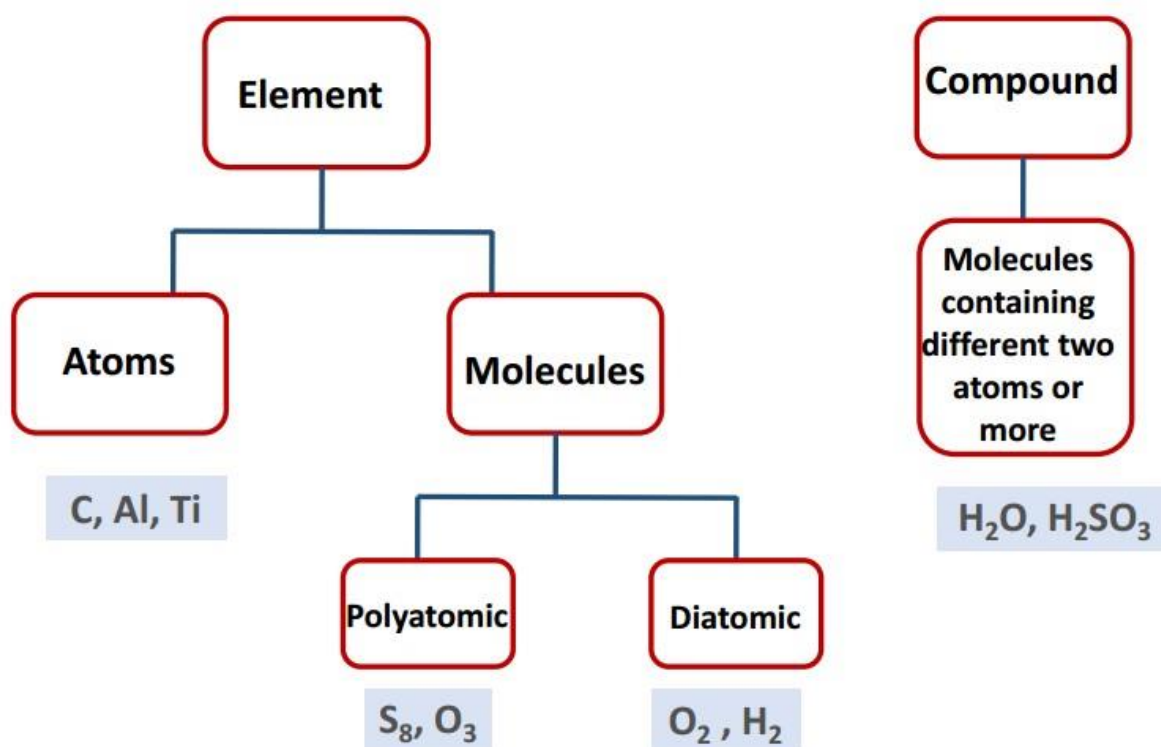 Element
Compound
Atoms
Molecules
Molecules
containing
different two
atoms or
more
C, Al, Ti
H₂O, H₂SO₃
Polyatomic
Diatomic
S₈, O₃
O₂ , H₂